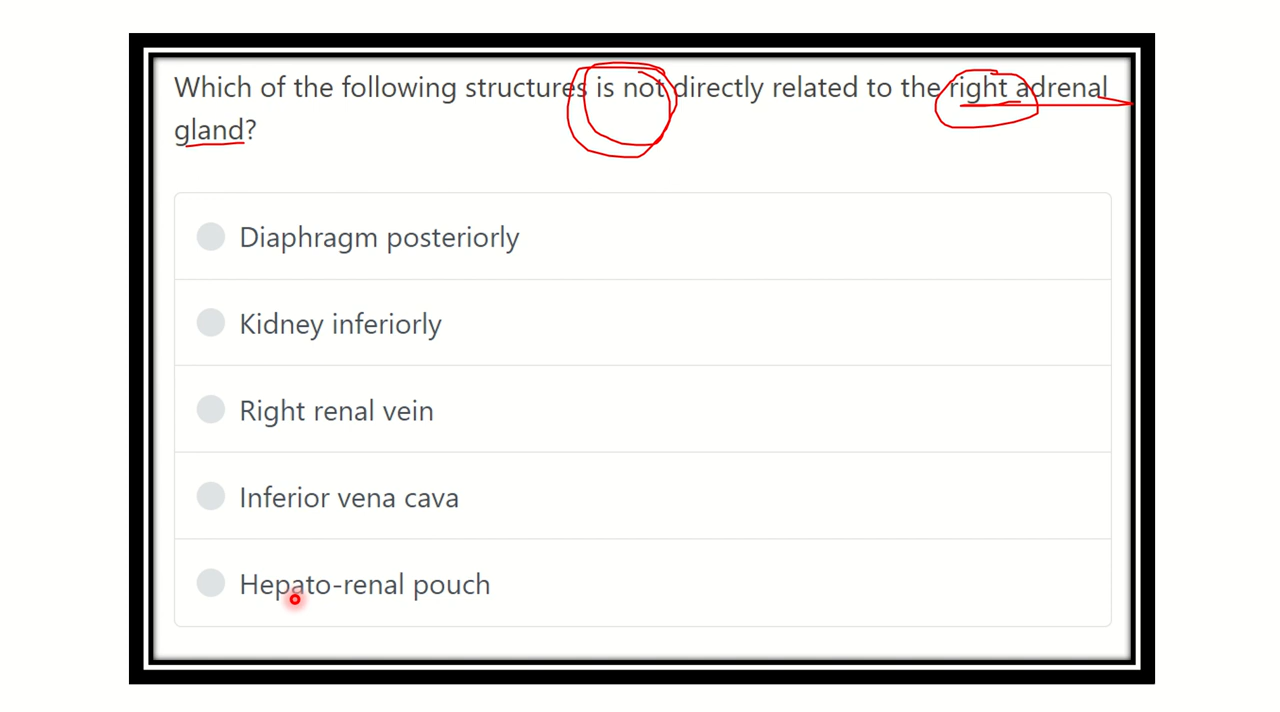 Which of the following structures is not directly related to the right adrenal
gland?
Diaphragm posteriorly
Kidney inferiorly
Right renal vein
Inferior vena cava
Hepato-renal pouch